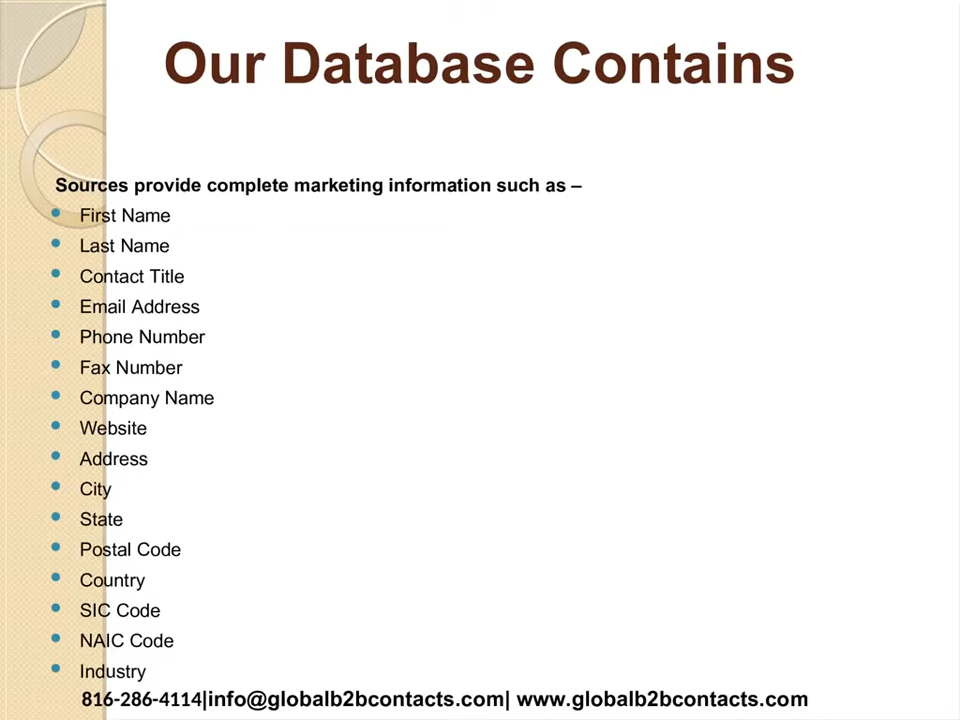 Our Database Contains
Sources provide complete marketing information such as –
• First Name
• Last Name
• Contact Title
• Email Address
• Phone Number
• Fax Number
• Company Name
• Website
• Address
• City
• State
• Postal Code
• Country
• SIC Code
• NAIC Code
• Industry
816-286-4114|info@globalb2bcontacts.com| www.globalb2bcontacts.com